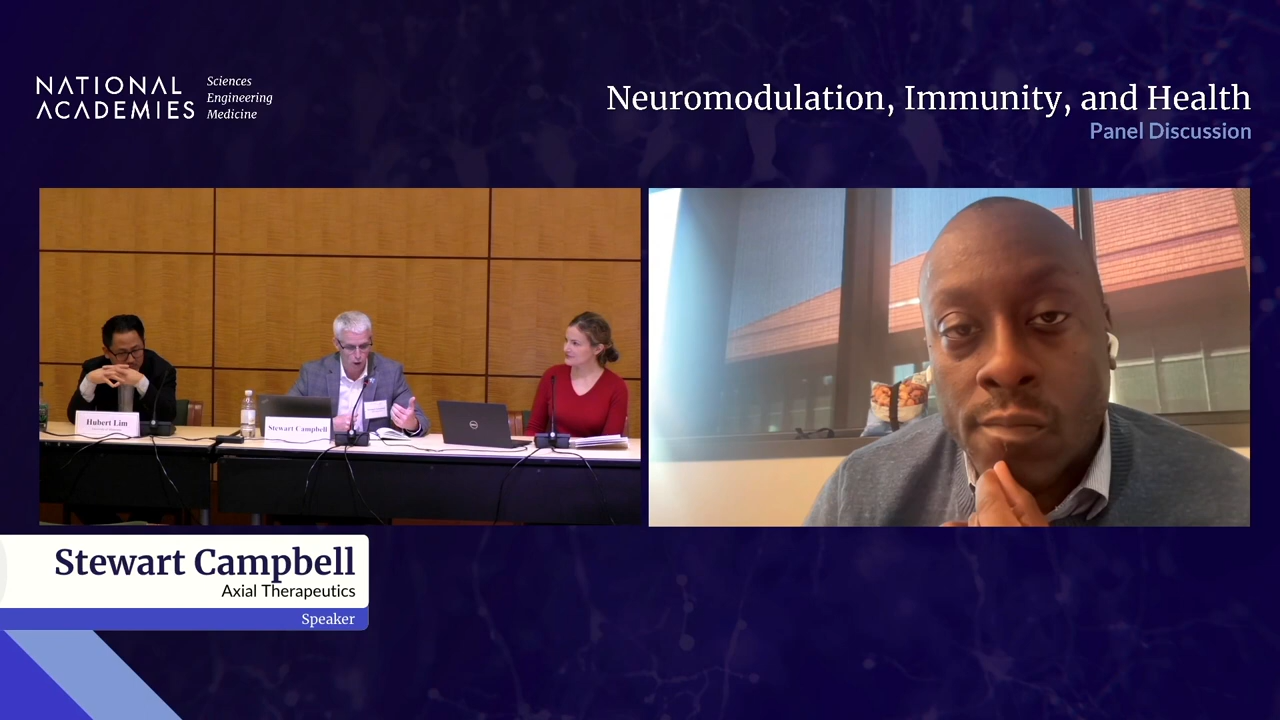 NATIONAL
ACADEMIES
Sciences
Engineering
Medicine
Neuromodulation, Immunity, and Health
Panel Discussion
Hubert Lim
Stewart Campbell
DELL
Stewart Campbell
Axial Therapeutics
Speaker